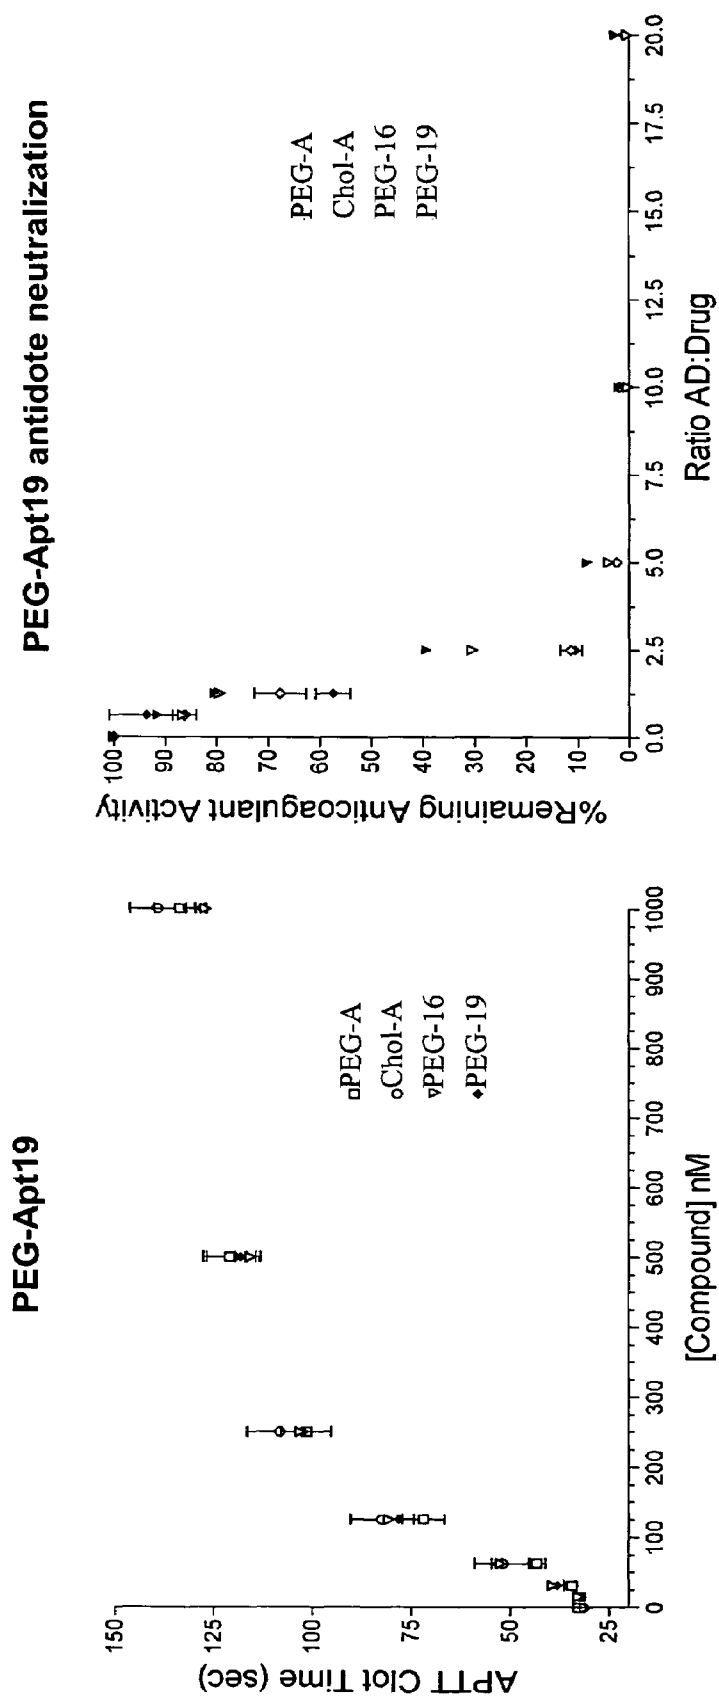 PEG-Apt19
APTT Clot Time (sec)
150
125
100
75
50
25
□PEG-A
○Chol-A
▿PEG-16
◆PEG-19
0
100
200
300
400
500
600
700
800
900
1000
[Compound] nM
PEG-Apt19 antidote neutralization
%Remaining Anticoagulant Activity
100
90
80
70
60
50
40
30
20
10
0
PEG-A
Chol-A
PEG-16
PEG-19
0.0
2.5
5.0
7.5
10.0
12.5
15.0
17.5
20.0
Ratio AD:Drug